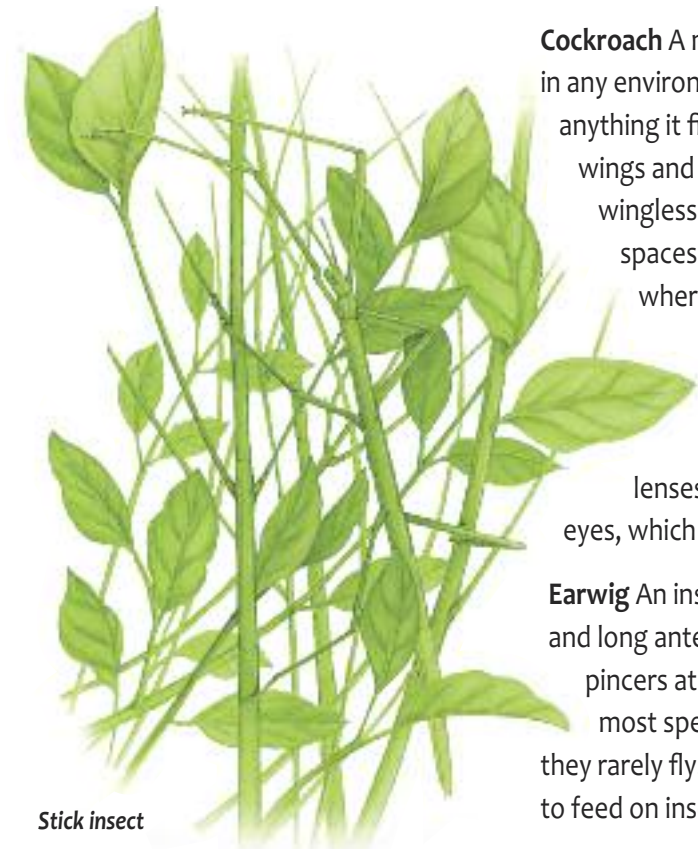 Cockroach A
in any environ
anything it
wings and
wingless
spaces
wher
lenses
eyes, which
Earwig An ins
and long ante
pincers at
most spe
they rarely fly
to feed on ins
Stick insect